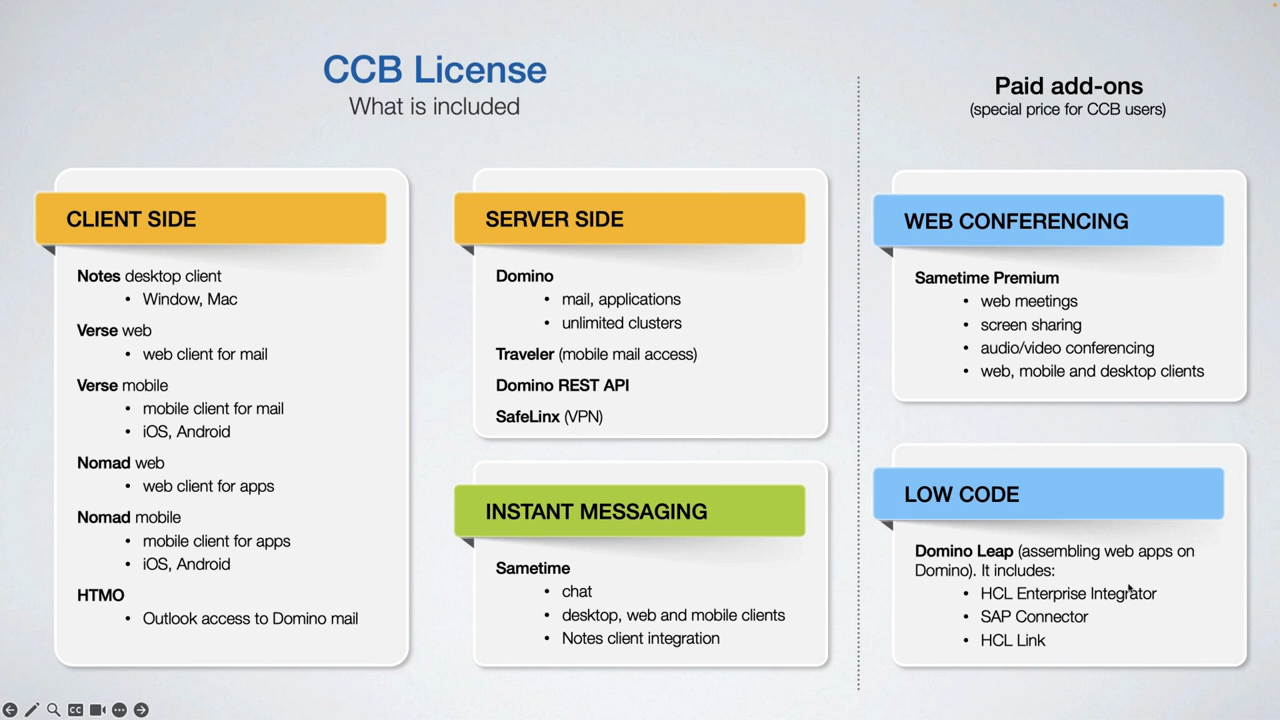 CCB License
What is included
Paid add-ons
(special price for CCB users)
CLIENT SIDE
Notes desktop client
• Window, Mac
Verse web
• web client for mail
Verse mobile
• mobile client for mail
• iOS, Android
Nomad web
• web client for apps
Nomad mobile
• mobile client for apps
• iOS, Android
HTMO
• Outlook access to Domino mail
SERVER SIDE
Domino
• mail, applications
• unlimited clusters
Traveler (mobile mail access)
Domino REST API
SafeLinx (VPN)
INSTANT MESSAGING
Sametime
• chat
• desktop, web and mobile clients
• Notes client integration
WEB CONFERENCING
Sametime Premium
• web meetings
• screen sharing
• audio/video conferencing
• web, mobile and desktop clients
LOW CODE
Domino Leap (assembling web apps on
Domino). It includes:
• HCL Enterprise Integrator
• SAP Connector
• HCL Link
CC